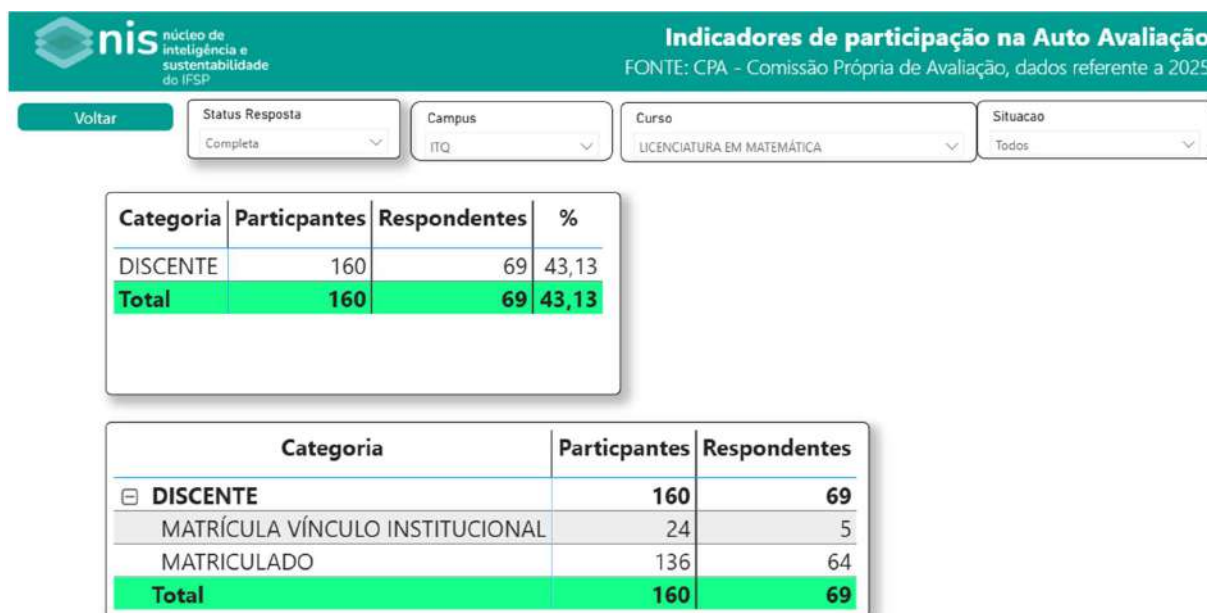 nis núcleo de
inteligência e
sustentabilidade
do IFSP
Indicadores de participação na Auto Avaliação
FONTE: CPA - Comissão Própria de Avaliação, dados referente a 2025
Voltar
Status Resposta
Completa
Campus
ITQ
Curso
LICENCIATURA EM MATEMÁTICA
Situacao
Todos
Categoria Particpantes Respondentes %
DISCENTE 160 69 43,13
Total 160 69 43,13
Categoria Particpantes Respondentes
DISCENTE 160 69
MATRÍCULA VÍNCULO INSTITUCIONAL 24 5
MATRICULADO 136 64
Total 160 69